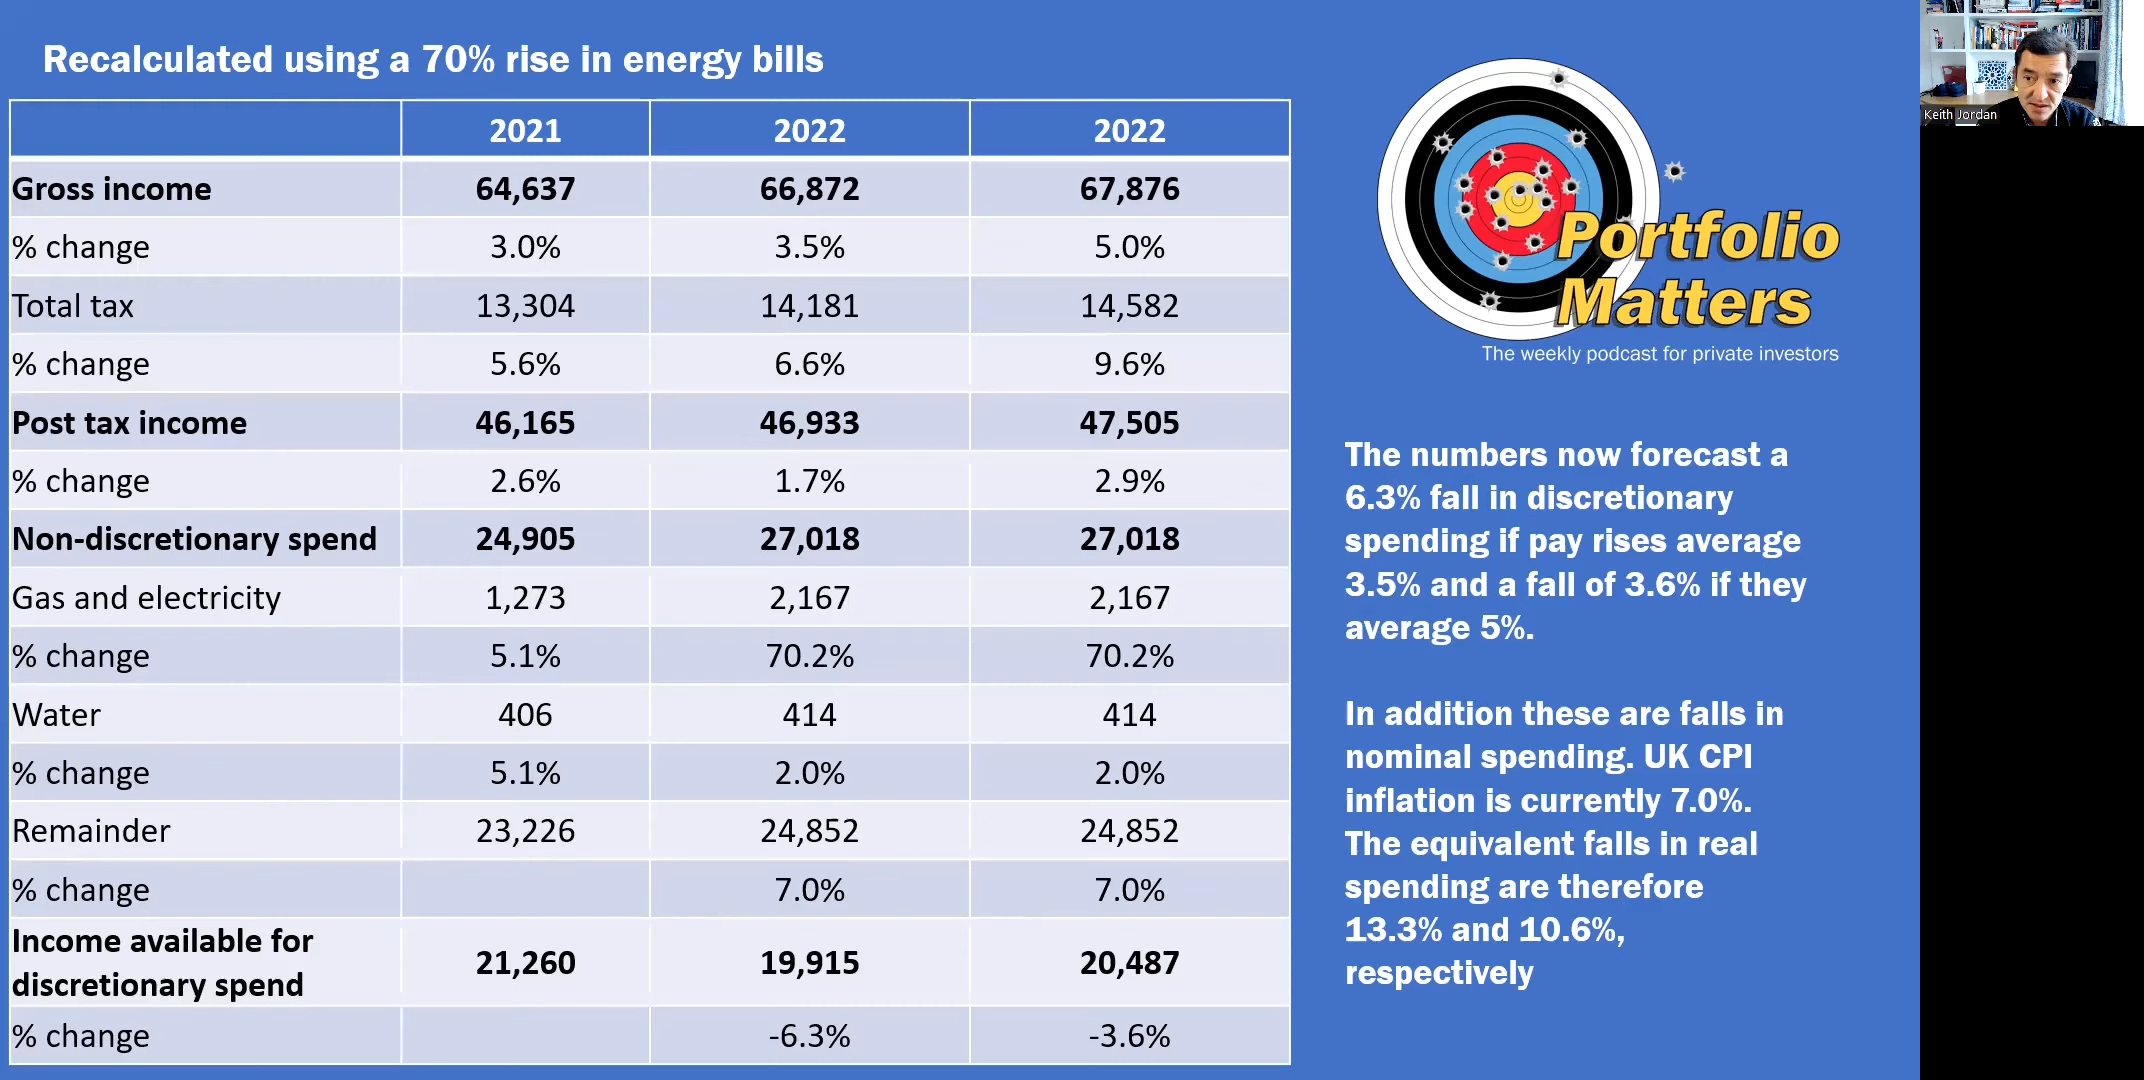 Recalculated using a 70% rise in energy bills
2021 2022 2022
Gross income 64,637 66,872 67,876
% change 3.0% 3.5% 5.0%
Total tax 13,304 14,181 14,582
% change 5.6% 6.6% 9.6%
Post tax income 46,165 46,933 47,505
% change 2.6% 1.7% 2.9%
Non-discretionary spend 24,905 27,018 27,018
Gas and electricity 1,273 2,167 2,167
% change 5.1% 70.2% 70.2%
Water 406 414 414
% change 5.1% 2.0% 2.0%
Remainder 23,226 24,852 24,852
% change 7.0% 7.0%
Income available for
discretionary spend 21,260 19,915 20,487
% change -6.3% -3.6%
Portfolio
Matters
The weekly podcast for private investors
The numbers now forecast a
6.3% fall in discretionary
spending if pay rises average
3.5% and a fall of 3.6% if they
average 5%.
In addition these are falls in
nominal spending. UK CPI
inflation is currently 7.0%.
The equivalent falls in real
spending are therefore
13.3% and 10.6%,
respectively
Keith Jordan